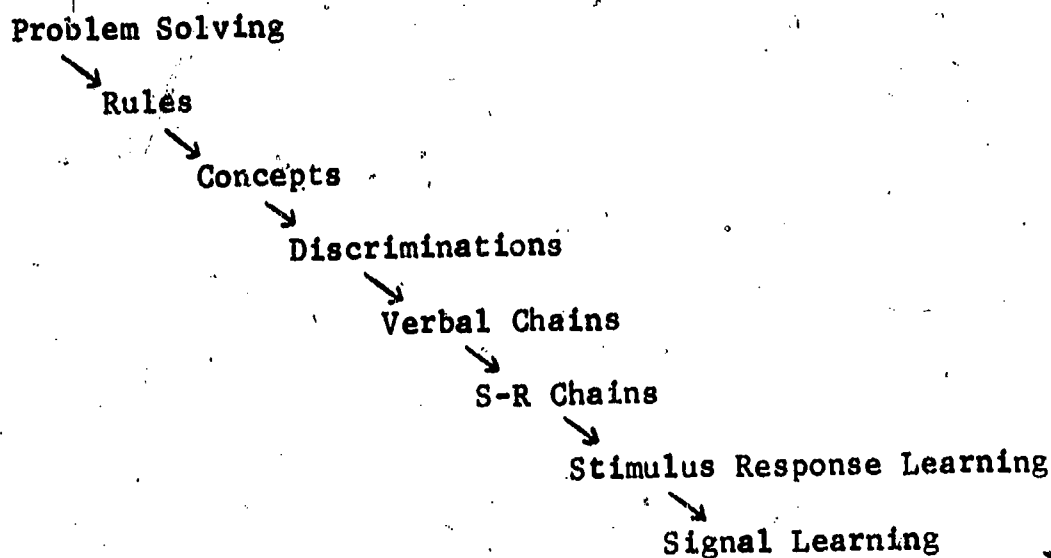 Problem Solving
Rules
Concepts
Discriminations
Verbal Chains
S-R Chains
Stimulus Response Learning
Signal Learning